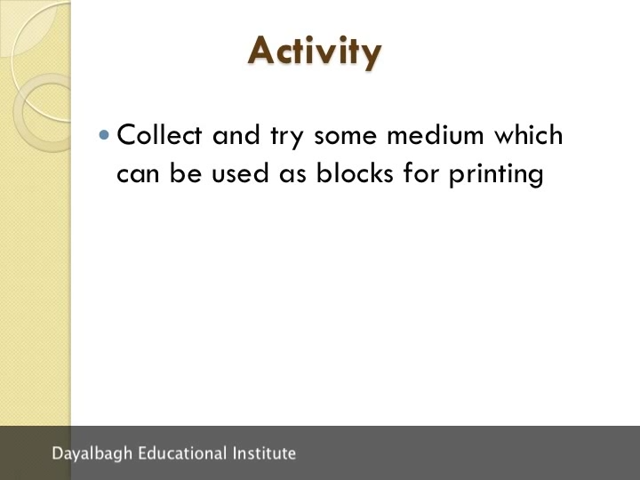 Activity
Collect and try some medium which
can be used as blocks for printing
Dayalbagh Educational Institute